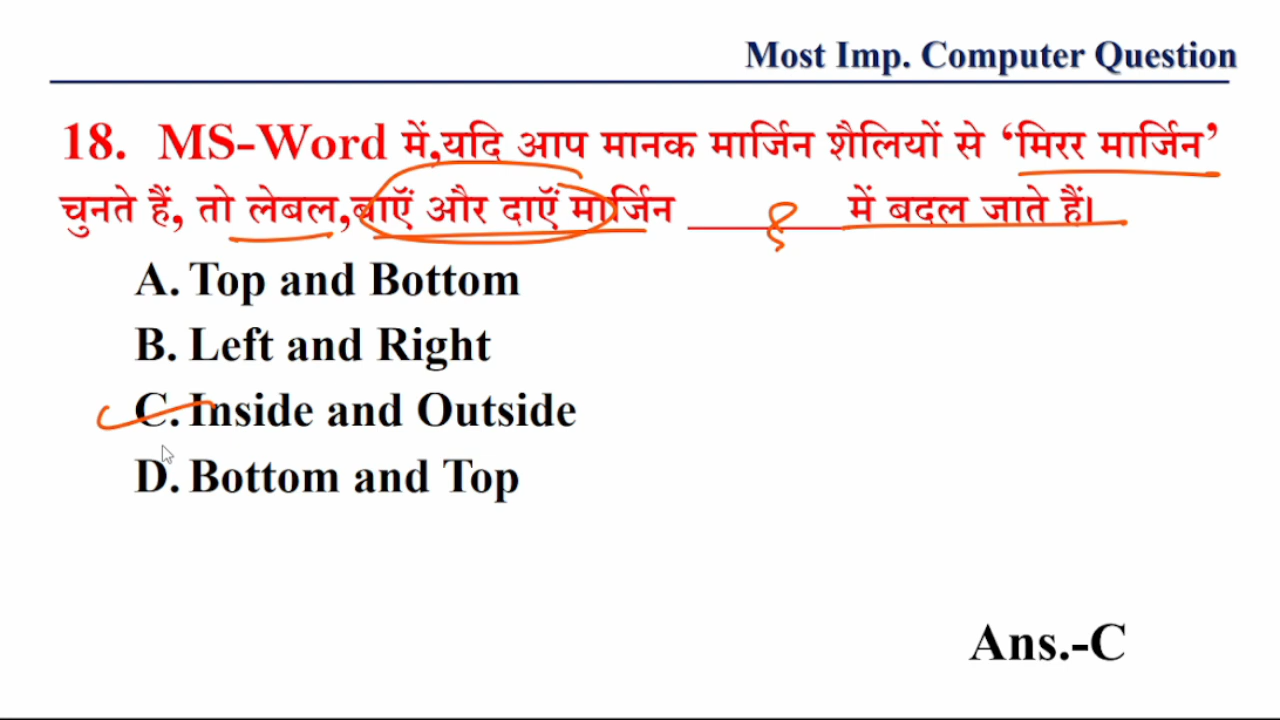 Most Imp. Computer Question
18. MS-Word में,यदि आप मानक मार्जिन शैलियों से ‘मिरर मार्जिन’
चुनते हैं, तो लेबल,बाएॅं और दाएॅं मार्जिन ________ में बदल जाते हैं।
A. Top and Bottom
B. Left and Right
C. Inside and Outside
D. Bottom and Top
Ans.-C